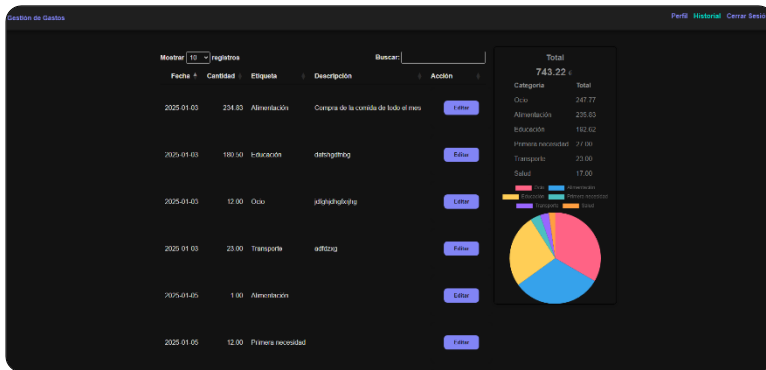 Gestión de Gastos
Perfil Historial Cerrar Sesió
Mostrar 10 registros
Buscar:
Fecha Cantidad Etiqueta Descripción Acción
2025-01-03 234.83 Alimentación Compra de la comida de todo el mes Editar
2025-01-03 180.50 Educación Editar
2025-01-03 12.00 Ocio Editar
2025-01-03 23.00 Transporte Editar
2025-01-05 1.00 Alimentación Editar
2025-01-05 12.00 Primera necesidad Editar
Total
743.22 €
Categoría Total
Ocio 247.77
Alimentación 235.83
Educación 192.62
Primera necesidad 27.00
Transporte 23.00
Salud 17.00
Ocio Alimentación
Educación Primera necesidad
Transporte Salud